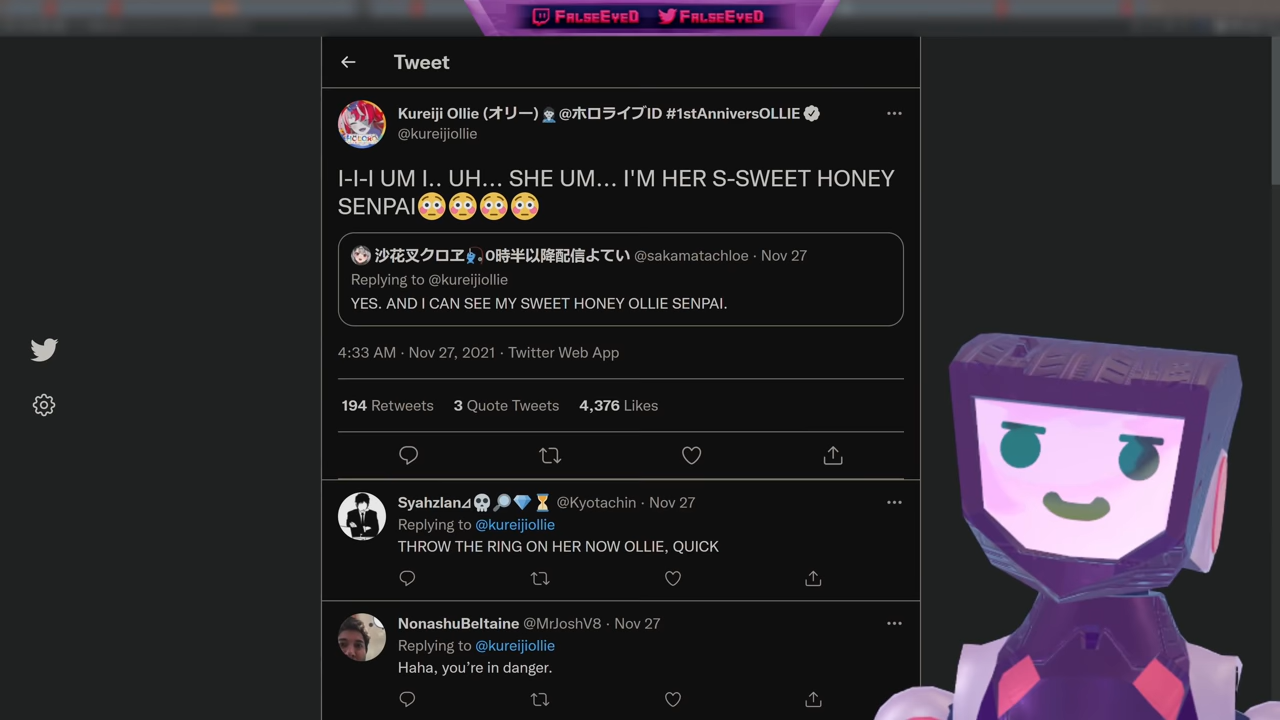 FALSEEYED FALSEEYED
Tweet
Kureiji Ollie (オリー)🧟‍♂️@ホロライブID #1stAnniversOLLIE
@kureijiollie
I-I-I UM I.. UH... SHE UM... I'M HER S-SWEET HONEY
SENPAI😳😳😳😳
沙花叉クロヱ🎣0時半以降配信よてい @sakamatachloe · Nov 27
Replying to @kureijiollie
YES. AND I CAN SEE MY SWEET HONEY OLLIE SENPAI.
4:33 AM · Nov 27, 2021 · Twitter Web App
194 Retweets 3 Quote Tweets 4,376 Likes
Syahzlan⊿💀🔎💎⏳ @Kyotachin · Nov 27
Replying to @kureijiollie
THROW THE RING ON HER NOW OLLIE, QUICK
NonashuBeltaine @MrJoshV8 · Nov 27
Replying to @kureijiollie
Haha, you're in danger.